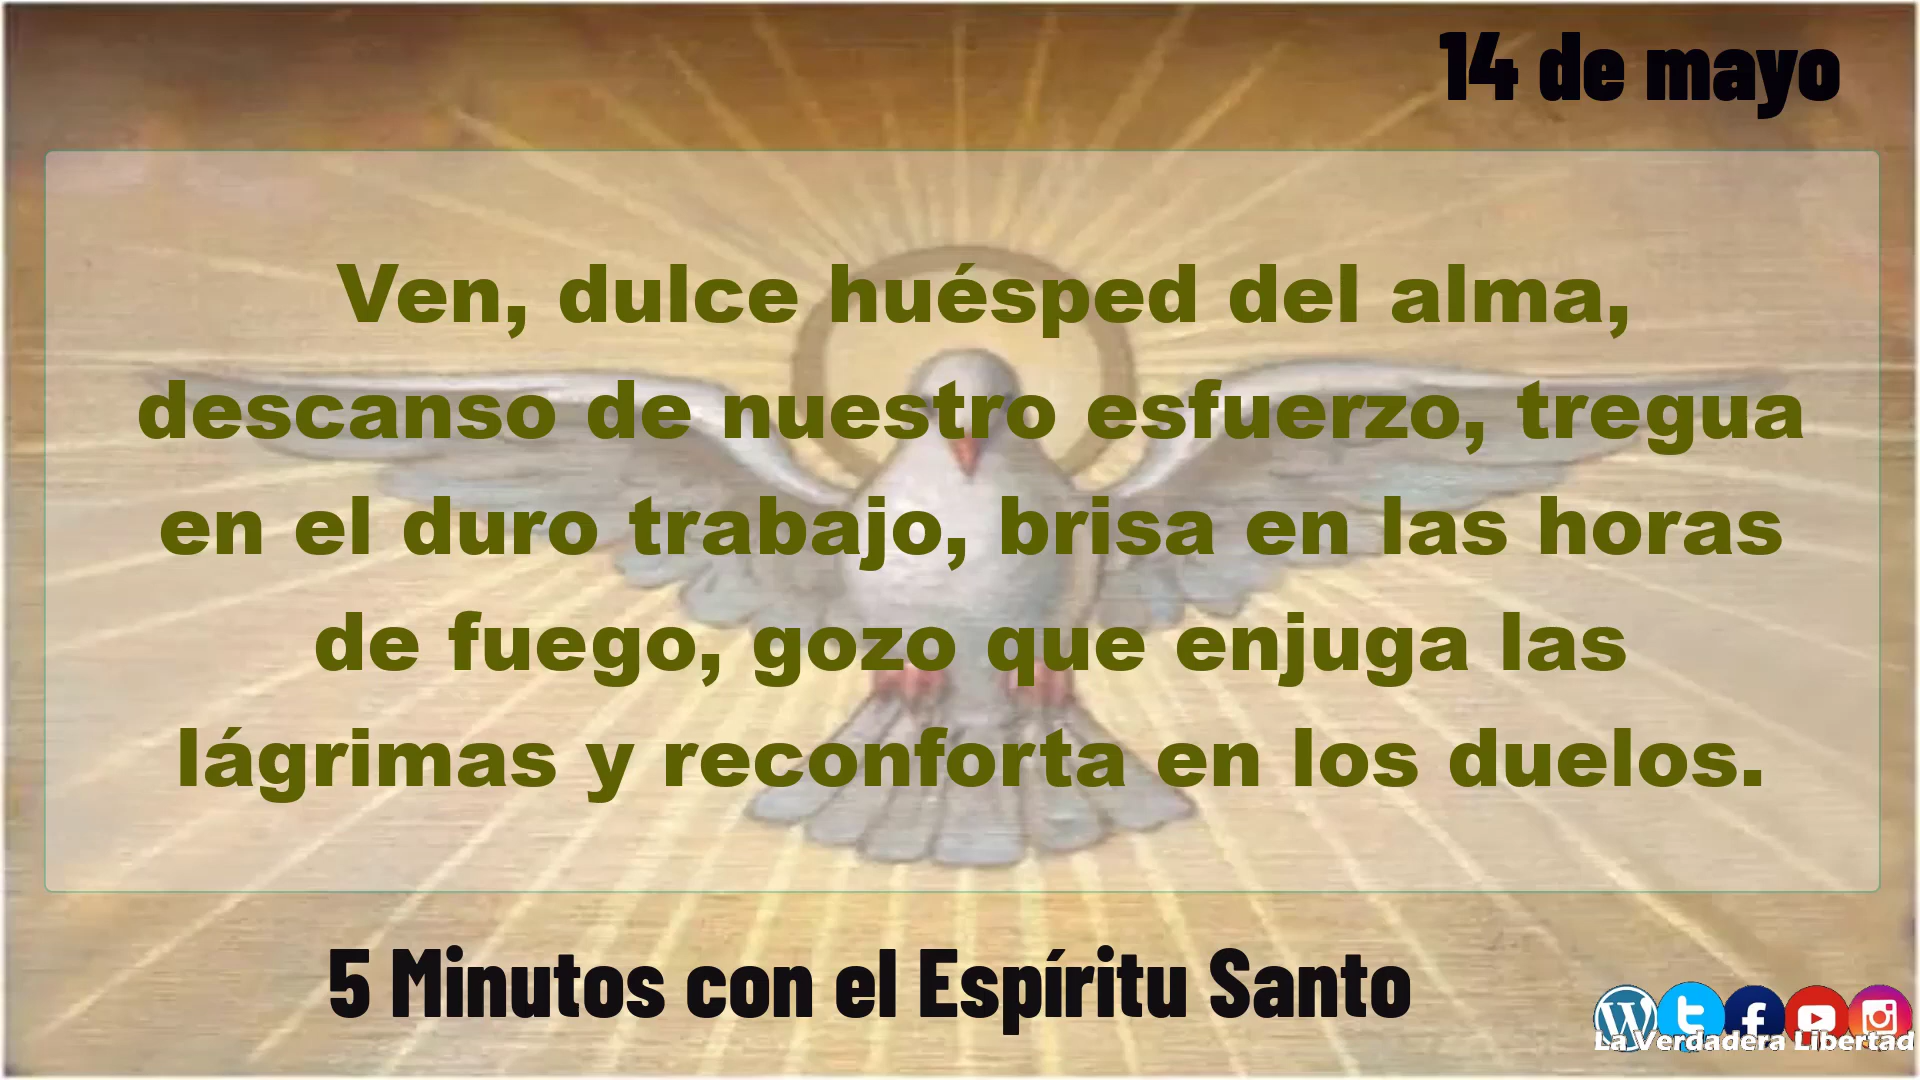 14 de mayo
Ven, dulce huésped del alma,
descanso de nuestro esfuerzo, tregua
en el duro trabajo, brisa en las horas
de fuego, gozo que enjuga las
lágrimas y reconforta en los duelos.
5 Minutos con el Espíritu Santo
La Verdadera Libertad